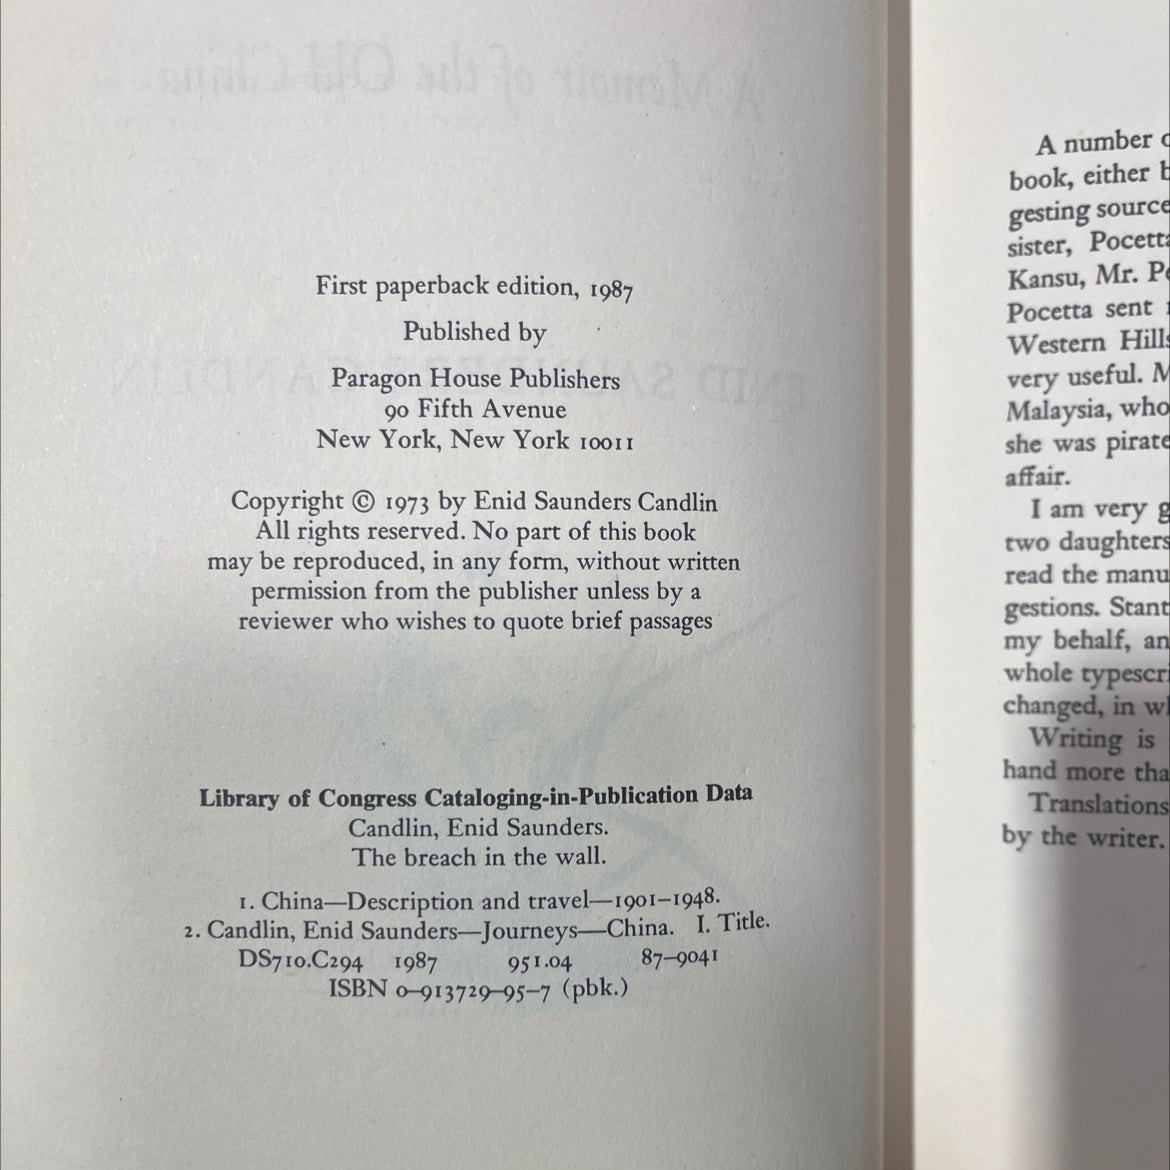 First paperback edition, 1987
Published by
Paragon House Publishers
90 Fifth Avenue
New York, New York 10011
Copyright © 1973 by Enid Saunders Candlin
All rights reserved. No part of this book
may be reproduced, in any form, without written
permission from the publisher unless by a
reviewer who wishes to quote brief passages
Library of Congress Cataloging-in-Publication Data
Candlin, Enid Saunders.
The breach in the wall.
1. China—Description and travel—1901–1948.
2. Candlin, Enid Saunders—Journeys—China. I. Title.
DS710.C294 1987 951.04 87–9041
ISBN 0–913729–95–7 (pbk.)
A number
book, either
gesting source
sister, Pocetta
Kansu, Mr.
Pocetta sent
Western Hills
very useful.
Malaysia, who
she was pirate
affair.
I am very
two daughters
read the manu
gestions. Stant
my behalf, an
whole typescri
changed, in
Writing is
hand more tha
Translations
by the writer.